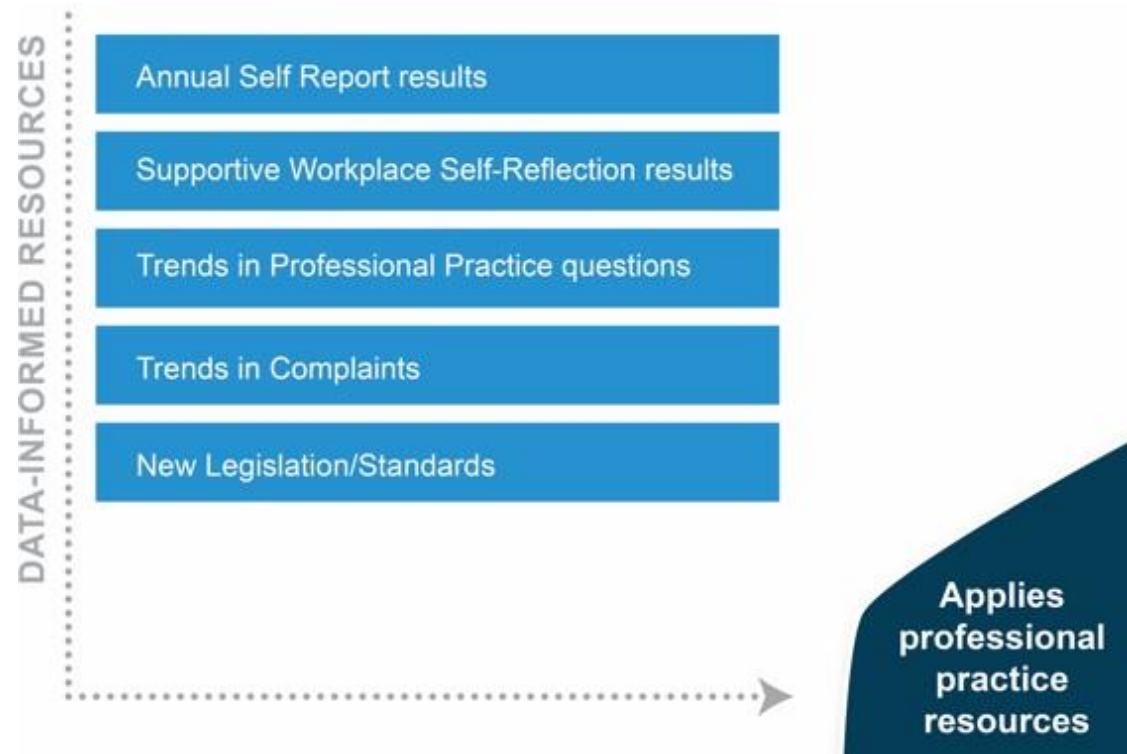 DATA-INFORMED RESOURCES
Annual Self Report results
Supportive Workplace Self-Reflection results
Trends in Professional Practice questions
Trends in Complaints
New Legislation/Standards
Applies
professional
practice
resources